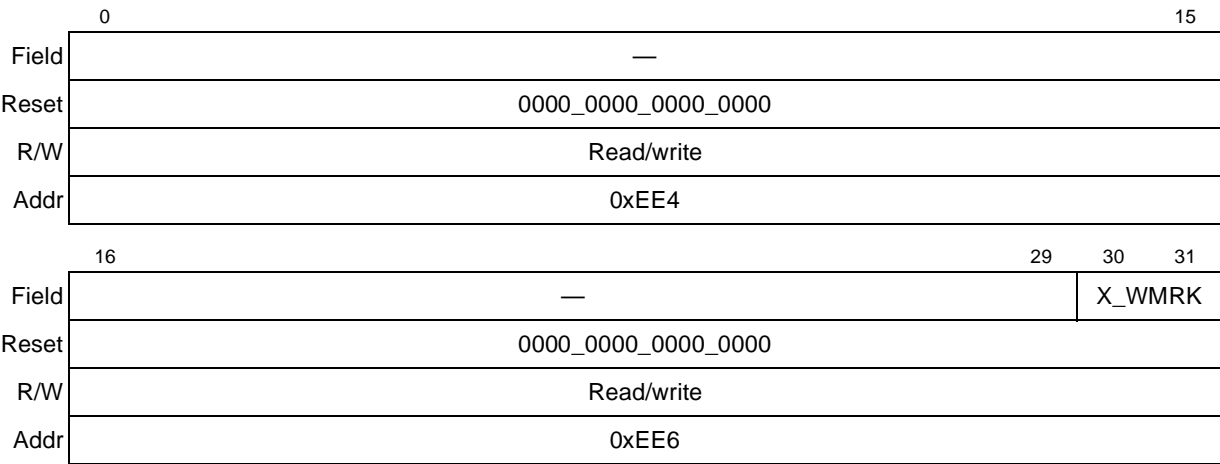 0 15
Field —
Reset 0000_0000_0000_0000
R/W Read/write
Addr 0xEE4
16 29 30 31
Field — X_WMRK
Reset 0000_0000_0000_0000
R/W Read/write
Addr 0xEE6